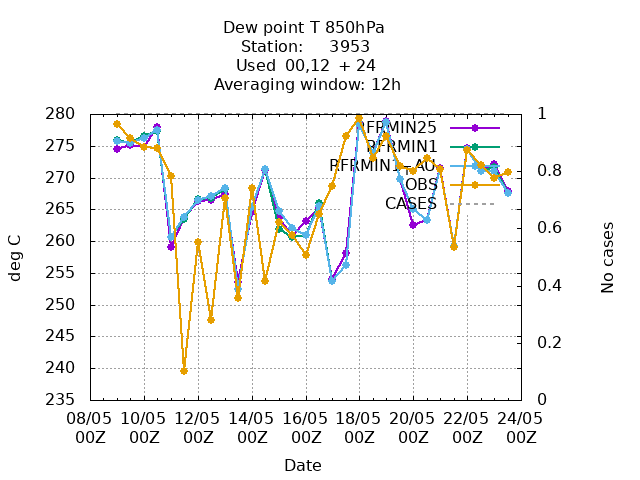 Dew point T 850hPa
Station: 3953
Used 00,12 + 24
Averaging window: 12h
280
275
270
265
260
255
250
245
240
235
1
0.8
0.6
0.4
0.2
0
RFRMIN25
RFRMIN1
RFRMIN1-AU
OBS
CASES
deg C
No cases
08/05 10/05 12/05 14/05 16/05 18/05 20/05 22/05 24/05
00Z 00Z 00Z 00Z 00Z 00Z 00Z 00Z 00Z
Date